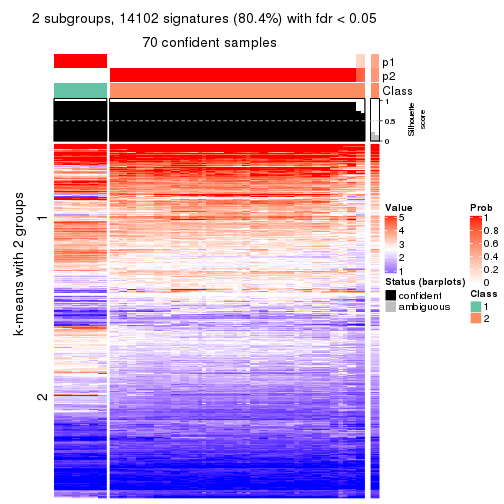 2 subgroups, 14102 signatures (80.4%) with fdr < 0.05
70 confident samples
p1
p2
Class
1
0.5
0
Silhouette
score
k-means with 2 groups
1
2
Value
5
4
3
2
1
Status (barplots)
confident
ambiguous
Prob
1
0.8
0.6
0.4
0.2
0
Class
1
2